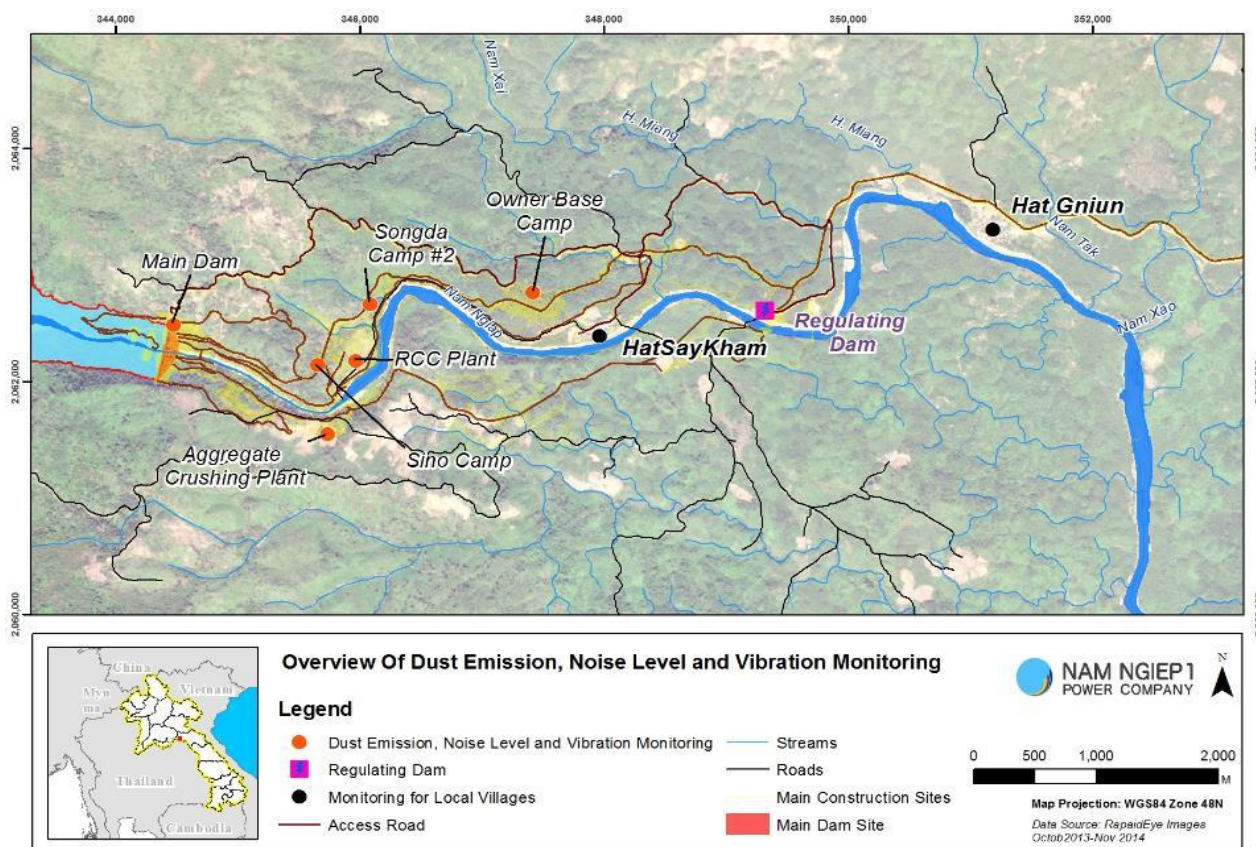 344,000
346,000
348,000
350,000
352,000
Nam Xai
H. Miang
H. Miang
2,064,000
Owner Base
Camp
Hat Gniun
Songda
Camp #2
Nam Tak
Main Dam
Nam Ngiap
Nam Xao
Regulating
Dam
HatSayKham
RCC Plant
2,062,000
Sino Camp
Aggregate
Crushing Plant
2,060,000
Overview Of Dust Emission, Noise Level and Vibration Monitoring
NAM NGIEP1
POWER COMPANY
N
China
Myn
ma
Vietnam
Thailand
Cambodia
Legend
Dust Emission, Noise Level and Vibration Monitoring
Regulating Dam
Monitoring for Local Villages
Access Road
Streams
Roads
Main Construction Sites
Main Dam Site
0 500 1,000 2,000
M
Map Projection: WGS84 Zone 48N
Data Source: RapaidEye Images
Octob2013-Nov 2014